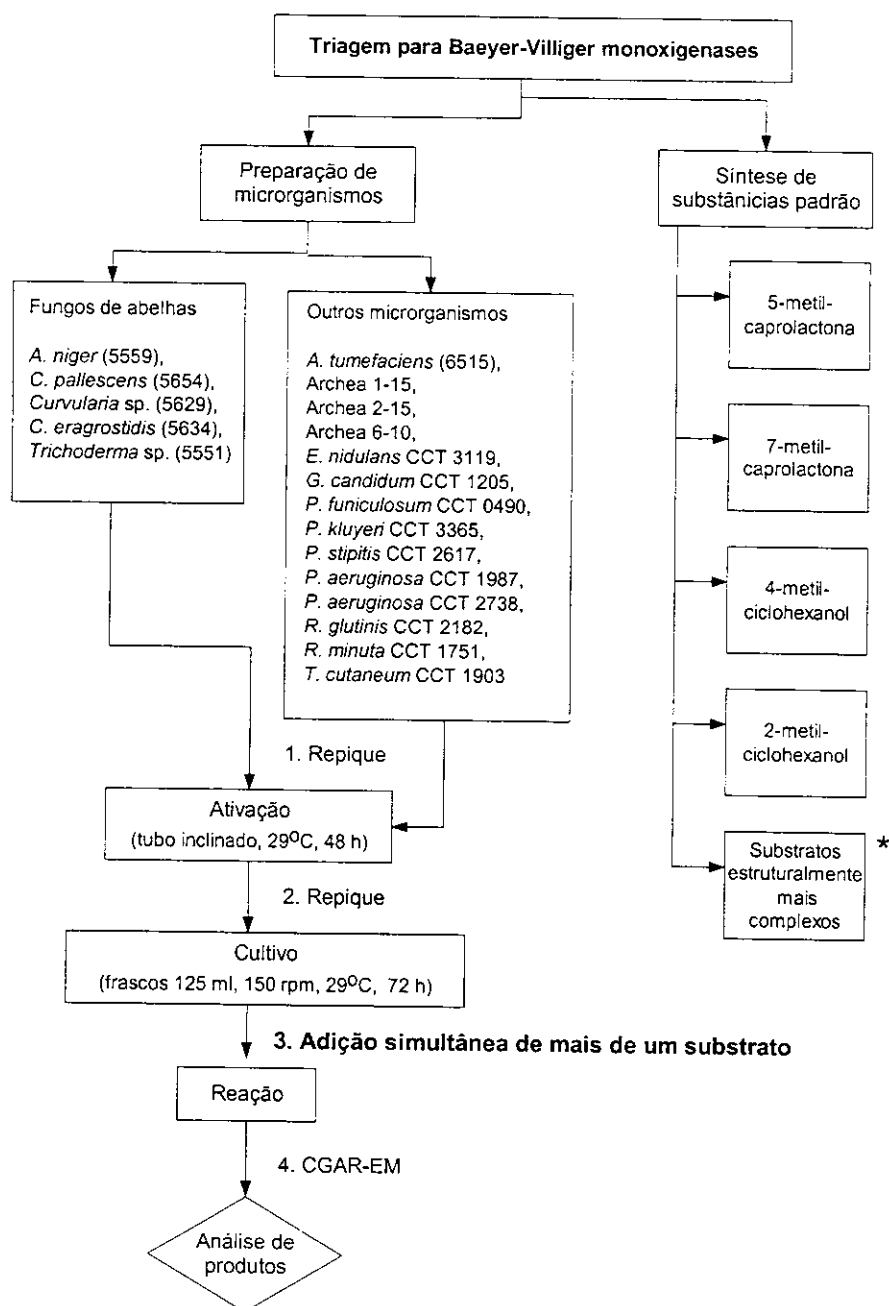 Triagem para Baeyer-Villiger monoxigenases
Preparação de
microrganismos
Síntese de
substânicias padrão
Fungos de abelhas
A. niger (5559),
C. pallescens (5654),
Curvularia sp. (5629),
C. eragrostidis (5634),
Trichoderma sp. (5551)
Outros microrganismos
A. tumefaciens (6515),
Archea 1-15,
Archea 2-15,
Archea 6-10,
E. nidulans CCT 3119,
G. candidum CCT 1205,
P. funiculosum CCT 0490,
P. kluyeri CCT 3365,
P. stipitis CCT 2617,
P. aeruginosa CCT 1987,
P. aeruginosa CCT 2738,
R. glutinis CCT 2182,
R. minuta CCT 1751,
T. cutaneum CCT 1903
5-metil-
caprolactona
7-metil-
caprolactona
4-metil-
ciclohexanol
2-metil-
ciclohexanol
Substratos
estruturalmente
mais
complexos
*
1. Repique
Ativação
(tubo inclinado, 29ºC, 48 h)
2. Repique
Cultivo
(frascos 125 ml, 150 rpm, 29ºC, 72 h)
3. Adição simultânea de mais de um substrato
Reação
4. CGAR-EM
Análise de
produtos